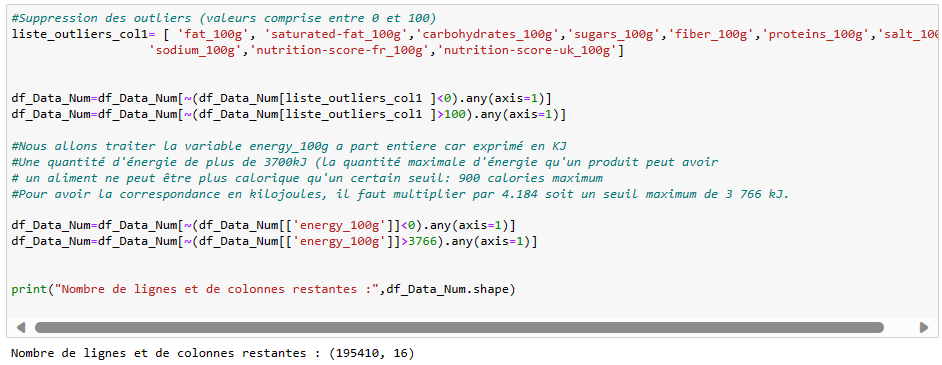 #Suppression des outliers (valeurs comprise entre 0 et 100)
liste_outliers_col1= [ 'fat_100g', 'saturated-fat_100g','carbohydrates_100g','sugars_100g','fiber_100g','proteins_100g','salt_100
'sodium_100g','nutrition-score-fr_100g','nutrition-score-uk_100g']
df_Data_Num=df_Data_Num[~(df_Data_Num[liste_outliers_col1 ]<0).any(axis=1)]
df_Data_Num=df_Data_Num[~(df_Data_Num[liste_outliers_col1 ]>100).any(axis=1)]
#Nous allons traiter la variable energy_100g a part entiere car exprimé en KJ
#Une quantité d'énergie de plus de 3700kJ (la quantité maximale d'énergie qu'un produit peut avoir
# un aliment ne peut être plus calorique qu'un certain seuil: 900 calories maximum
#Pour avoir la correspondance en kilojoules, il faut multiplier par 4.184 soit un seuil maximum de 3 766 kJ.
df_Data_Num=df_Data_Num[~(df_Data_Num[['energy_100g']]<0).any(axis=1)]
df_Data_Num=df_Data_Num[~(df_Data_Num[['energy_100g']]>3766).any(axis=1)]
print("Nombre de lignes et de colonnes restantes :",df_Data_Num.shape)
Nombre de lignes et de colonnes restantes : (195410, 16)